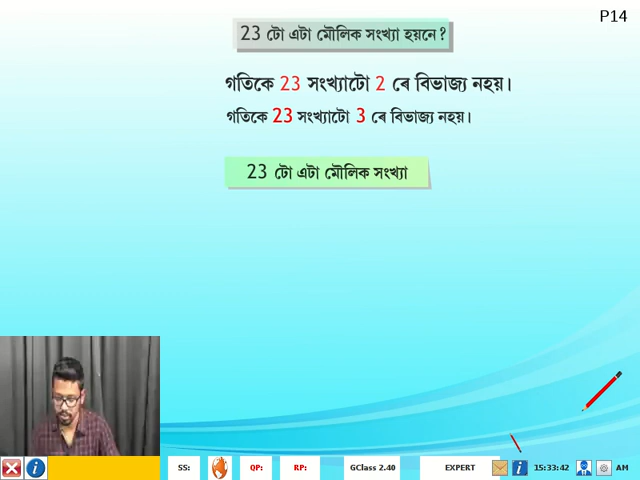 P14
23 টো এটা মৌলিক সংখ্যা হয়নে?
গতিকে 23 সংখ্যাটো 2 ৰে বিভাজ্য নহয়।
গতিকে 23 সংখ্যাটো 3 ৰে বিভাজ্য নহয়।
23 টো এটা মৌলিক সংখ্যা
SS: QP: RP: GClass 2.40 EXPERT 15:33:42 AM